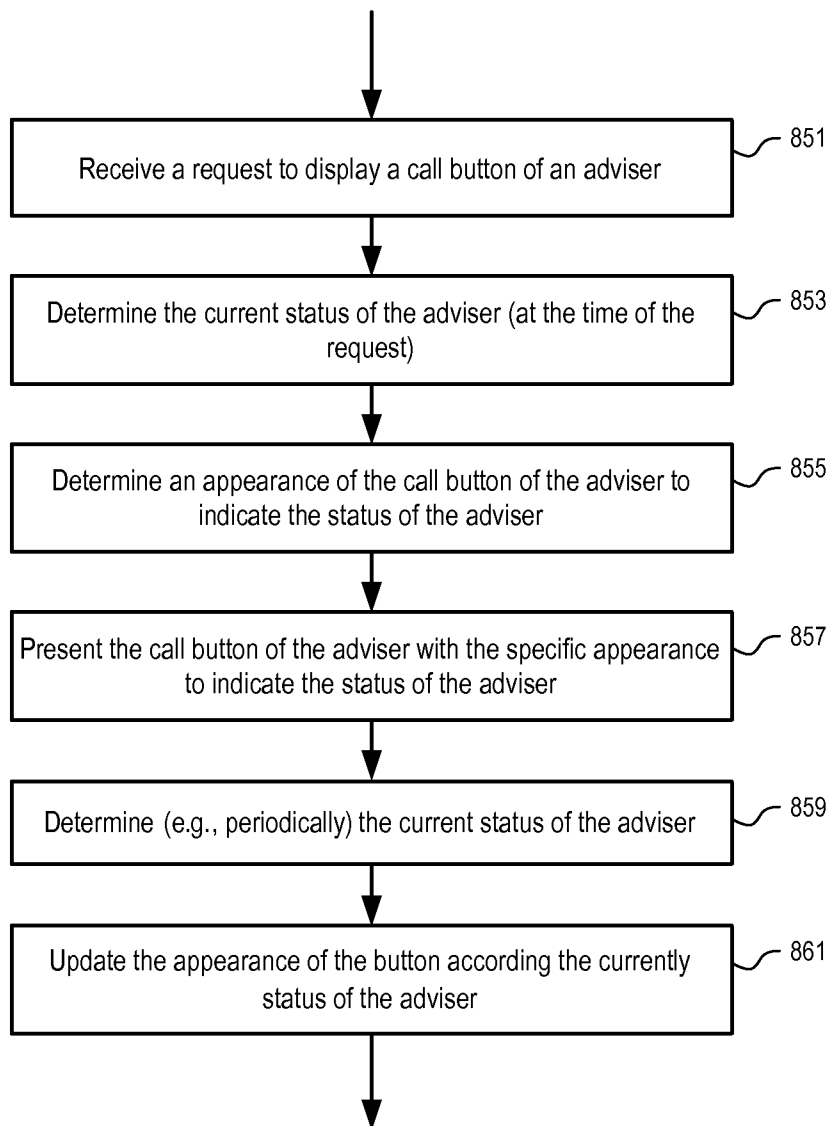 Receive a request to display a call button of an adviser
851
Determine the current status of the adviser (at the time of the
request)
853
Determine an appearance of the call button of the adviser to
indicate the status of the adviser
855
Present the call button of the adviser with the specific appearance
to indicate the status of the adviser
857
Determine (e.g., periodically) the current status of the adviser
859
Update the appearance of the button according the currently
status of the adviser
861